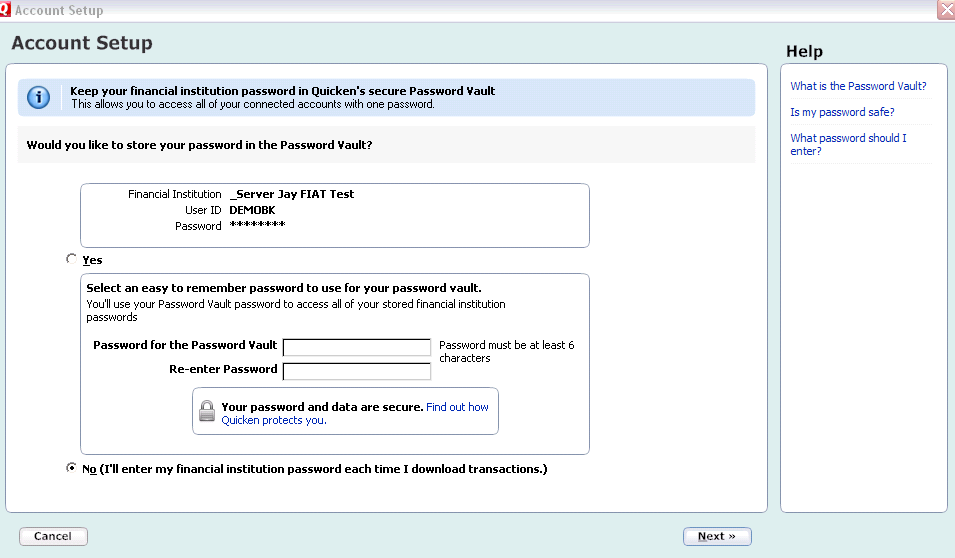 Account Setup
Account Setup
Keep your financial institution password in Quicken's secure Password Vault
This allows you to access all of your connected accounts with one password.
Would you like to store your password in the Password Vault?
Financial Institution _Server Jay FIAT Test
User ID DEMOBK
Password ********
Yes
Select an easy to remember password to use for your password vault.
You'll use your Password Vault password to access all of your stored financial institution
passwords
Password for the Password Vault Password must be at least 6
characters
Re-enter Password
Your password and data are secure. Find out how
Quicken protects you.
No (I'll enter my financial institution password each time I download transactions.)
Cancel
Next »
Help
What is the Password Vault?
Is my password safe?
What password should I
enter?